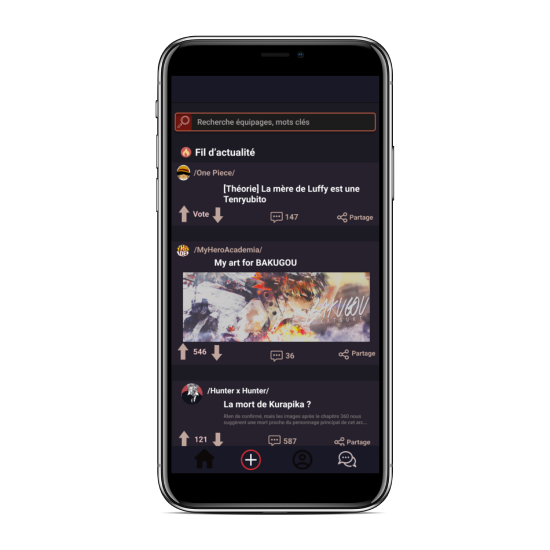 Recherche équipages, mots clés
Fil d'actualité
/One Piece/
[Théorie] La mère de Luffy est une
Tenryubito
Vote
147
Partage
/MyHeroAcademia/
My art for BAKUGOU
BAKUGOU
546
36
Partage
/Hunter x Hunter/
La mort de Kurapika ?
Rien de confirmé, mais les images après le chapitre 360 nous
suggèrent une mort proche du personnage principal de cet arc...
121
587
Partage